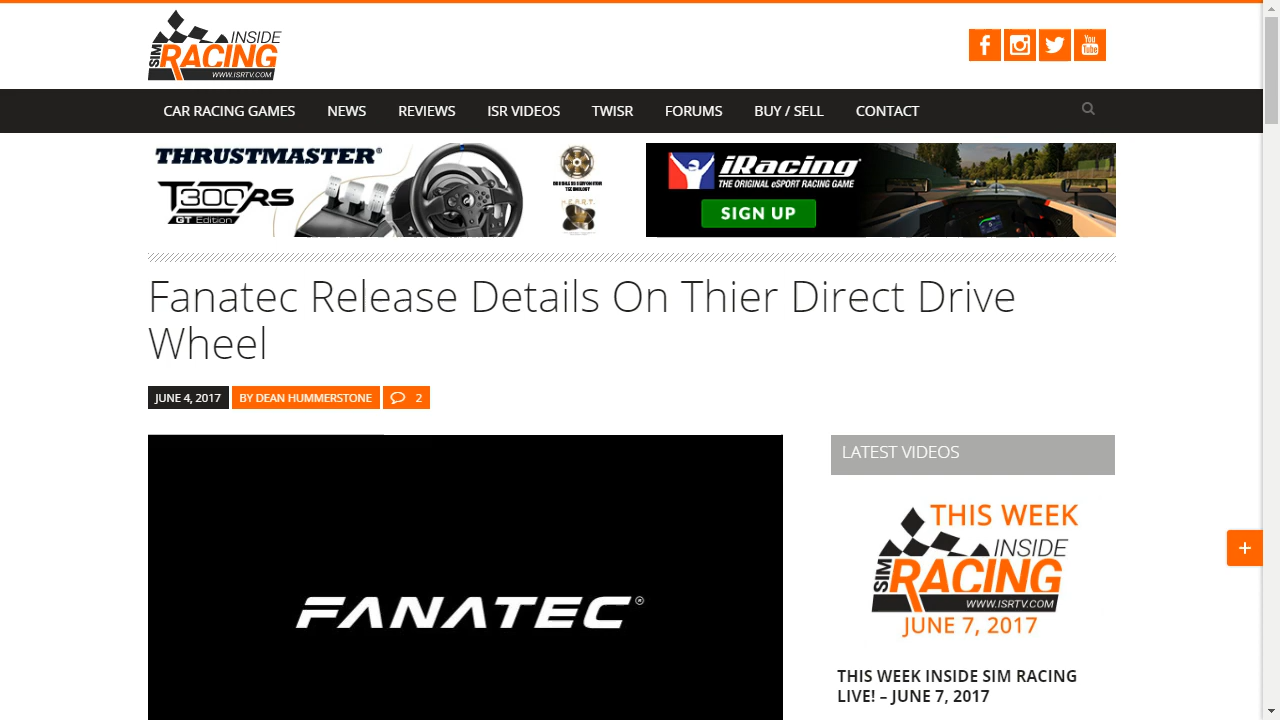 INSIDE
SIM RACING
WWW.ISRTV.COM
You
Tube
CAR RACING GAMES NEWS REVIEWS ISR VIDEOS TWISR FORUMS BUY / SELL CONTACT
THRUSTMASTER®
T300RS
GT Edition
TECHNOLOGY
H.E.A.R.T.
iRacing
THE ORIGINAL eSPORT RACING GAME
SIGN UP
Fanatec Release Details On Thier Direct Drive
Wheel
JUNE 4, 2017 BY DEAN HUMMERSTONE 2
FANATEC®
LATEST VIDEOS
THIS WEEK
INSIDE
SIM RACING
WWW.ISRTV.COM
JUNE 7, 2017
+
THIS WEEK INSIDE SIM RACING
LIVE! – JUNE 7, 2017